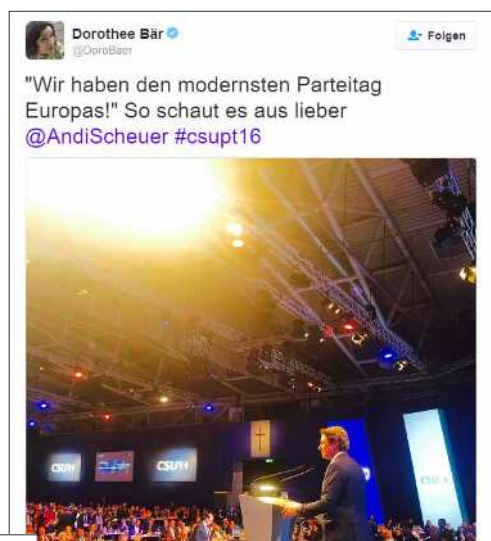 Dorothee Bär
@DoroBaer
Folgen
"Wir haben den modernsten Parteitag
Europas!" So schaut es aus lieber
@AndiScheuer #csupt16
CSU+
CSU+
CSU+